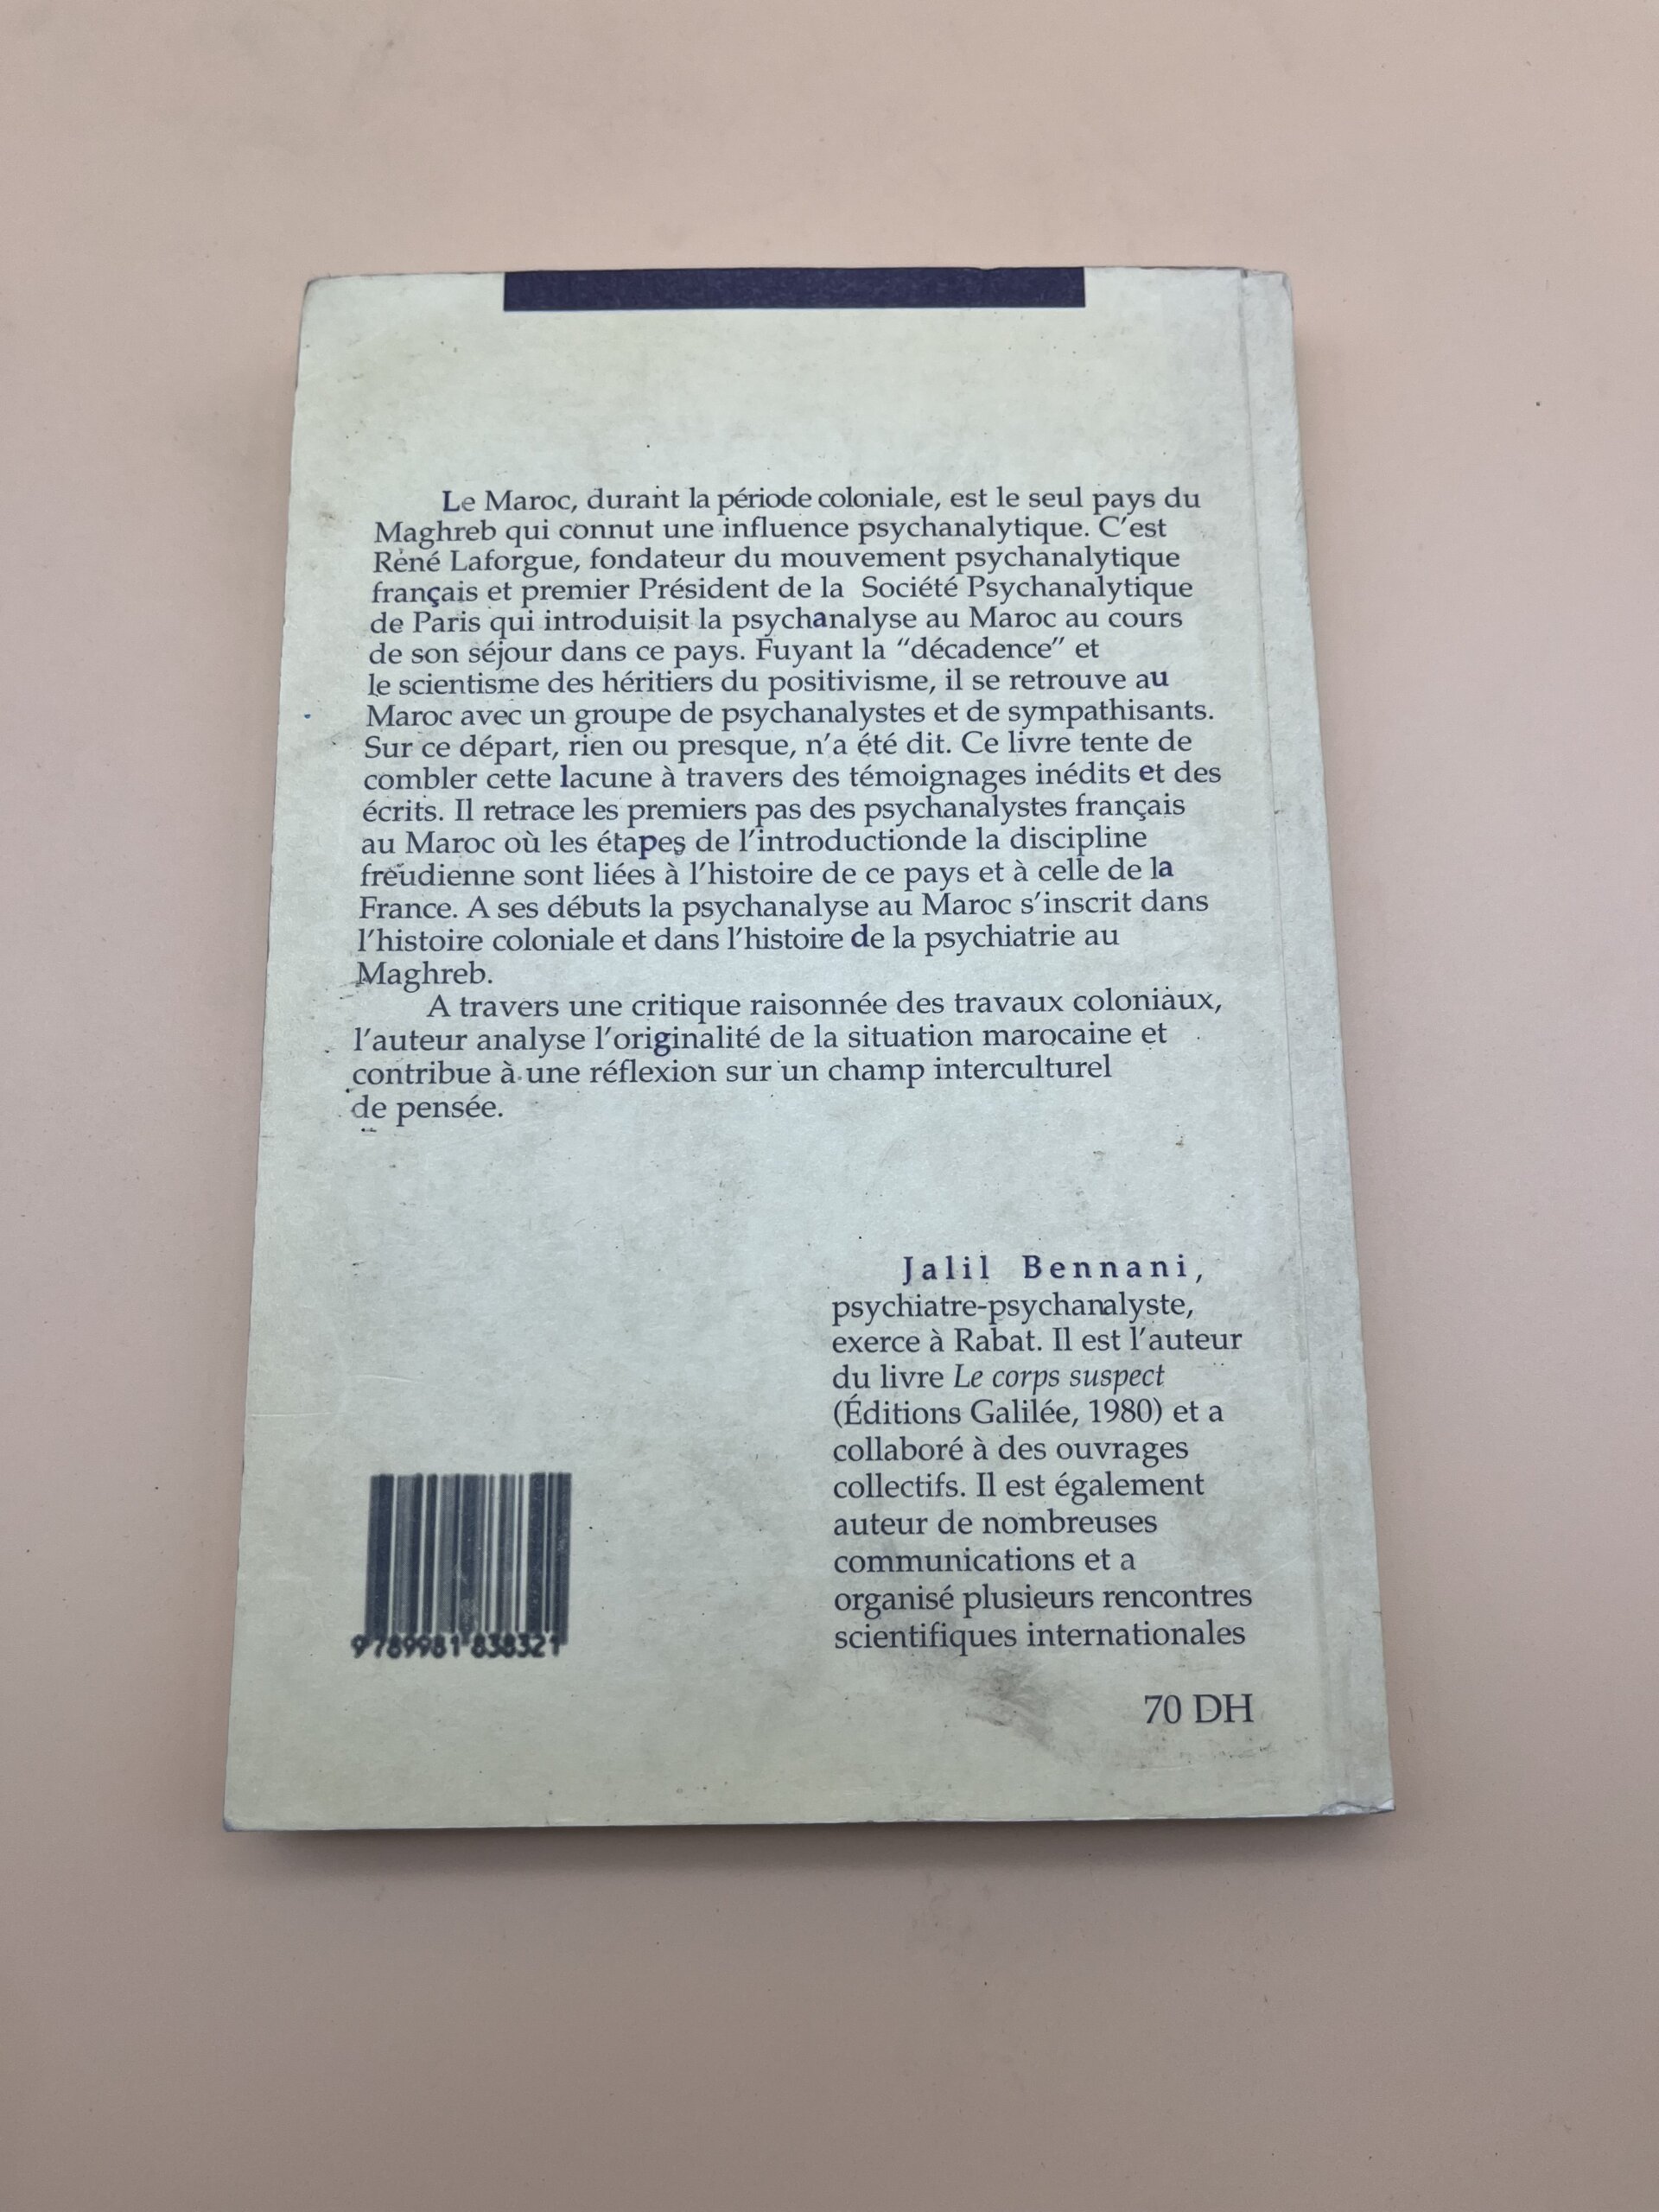 Le Maroc, durant la période coloniale, est le seul pays du
Maghreb qui connut une influence psychanalytique. C'est
René Laforgue, fondateur du mouvement psychanalytique
français et premier Président de la Société Psychanalytique
de Paris qui introduisit la psychanalyse au Maroc au cours
de son séjour dans ce pays. Fuyant la "décadence" et
le scientisme des héritiers du positivisme, il se retrouve au
Maroc avec un groupe de psychanalystes et de sympathisants.
Sur ce départ, rien ou presque, n'a été dit. Ce livre tente de
combler cette lacune à travers des témoignages inédits et des
écrits. Il retrace les premiers pas des psychanalystes français
au Maroc où les étapes de l'introductionde la discipline
freudienne sont liées à l'histoire de ce pays et à celle de la
France. A ses débuts la psychanalyse au Maroc s'inscrit dans
l'histoire coloniale et dans l'histoire de la psychiatrie au
Maghreb.
A travers une critique raisonnée des travaux coloniaux,
l'auteur analyse l'originalité de la situation marocaine et
contribue à une réflexion sur un champ interculturel
de pensée.
Jalil Bennani,
psychiatre-psychanalyste,
exerce à Rabat. Il est l'auteur
du livre Le corps suspect
(Éditions Galilée, 1980) et a
collaboré à des ouvrages
collectifs. Il est également
auteur de nombreuses
communications et a
organisé plusieurs rencontres
scientifiques internationales
9 789981 838321
70 DH